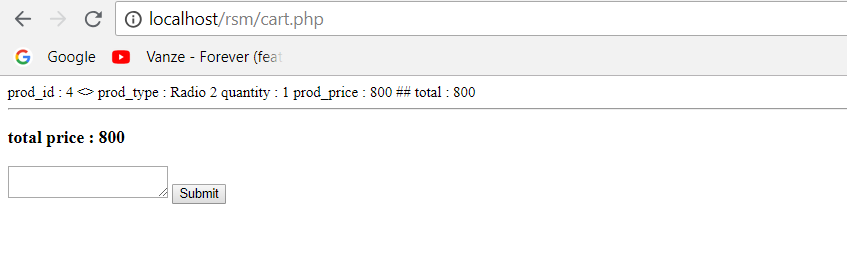 localhost/rsm/cart.php
Google Vanze - Forever (feat
prod_id : 4 <> prod_type : Radio 2 quantity : 1 prod_price : 800 ## total : 800
total price : 800
Submit